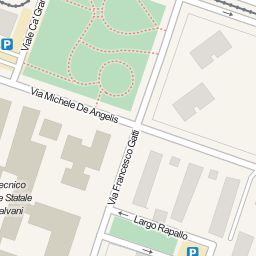 Viale Ca' Gra
Via Michele De Angelis
Via Francesco Gatti
ecnico
e Statale
alvani
Largo Rapallo
P
P